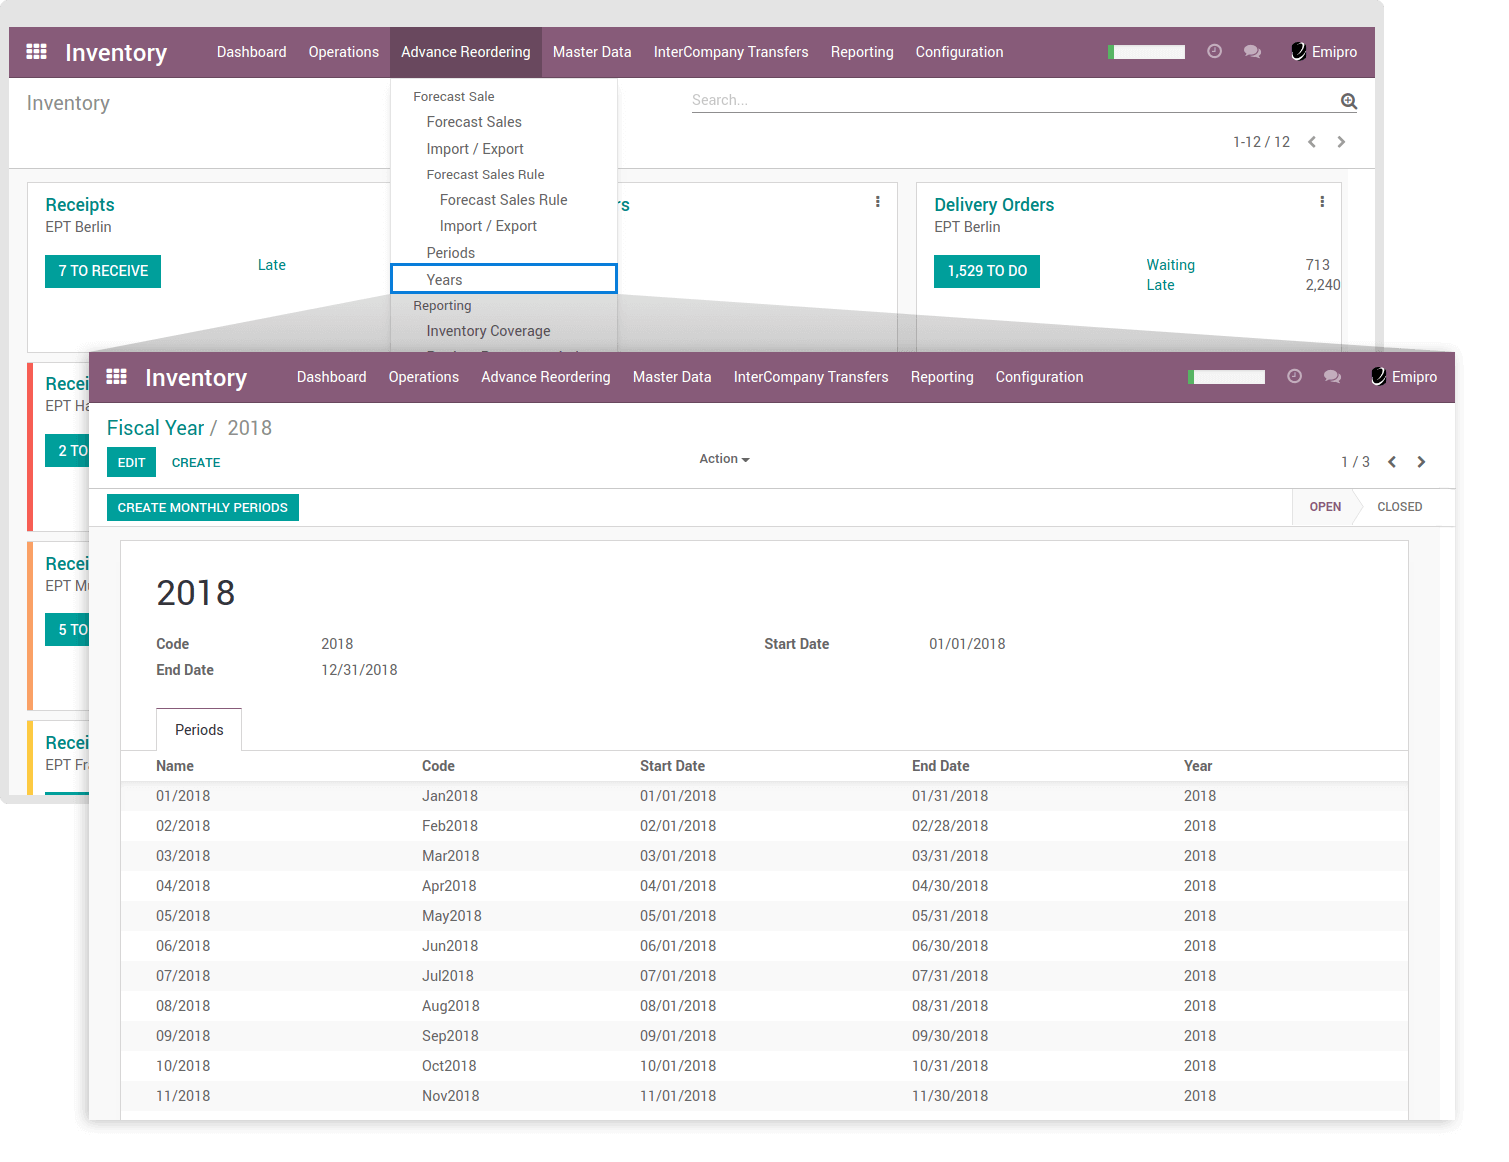 Inventory Dashboard Operations Advance Reordering Master Data InterCompany Transfers Reporting Configuration Emipro
Inventory
Search...
1-12 / 12
Forecast Sale
Forecast Sales
Import / Export
Forecast Sales Rule
Forecast Sales Rule
Import / Export
Periods
Years
Reporting
Inventory Coverage
Receipts
EPT Berlin
7 TO RECEIVE
Late
rs
Delivery Orders
EPT Berlin
1,529 TO DO
Waiting 713
Late 2,240
Recei
EPT Ha
2 TO
Recei
EPT Mu
5 TO
Recei
EPT Fra
Inventory Dashboard Operations Advance Reordering Master Data InterCompany Transfers Reporting Configuration Emipro
Fiscal Year / 2018
EDIT CREATE Action 1 / 3
CREATE MONTHLY PERIODS OPEN CLOSED
2018
Code 2018 Start Date 01/01/2018
End Date 12/31/2018
Periods
Name Code Start Date End Date Year
01/2018 Jan2018 01/01/2018 01/31/2018 2018
02/2018 Feb2018 02/01/2018 02/28/2018 2018
03/2018 Mar2018 03/01/2018 03/31/2018 2018
04/2018 Apr2018 04/01/2018 04/30/2018 2018
05/2018 May2018 05/01/2018 05/31/2018 2018
06/2018 Jun2018 06/01/2018 06/30/2018 2018
07/2018 Jul2018 07/01/2018 07/31/2018 2018
08/2018 Aug2018 08/01/2018 08/31/2018 2018
09/2018 Sep2018 09/01/2018 09/30/2018 2018
10/2018 Oct2018 10/01/2018 10/31/2018 2018
11/2018 Nov2018 11/01/2018 11/30/2018 2018